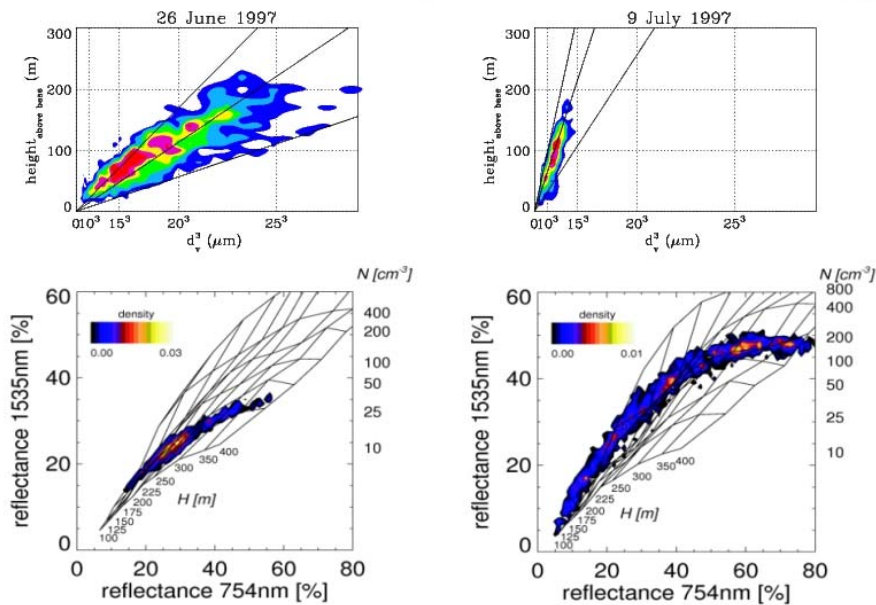 26 June 1997
300
200
100
0
height above base (m)
0 10³ 15³ 20³ 25³
d³ᵥ (μm)
9 July 1997
300
200
100
0
height above base (m)
0 10³ 15³ 20³ 25³
d³ᵥ (μm)
N [cm⁻³]
60
40
20
0
reflectance 1535nm [%]
density
0.00 0.03
400
200
100
50
25
10
400
350
300
250
225
200
175
150
125
100
H [m]
0 20 40 60 80
reflectance 754nm [%]
N [cm⁻³]
60
40
20
0
reflectance 1535nm [%]
density
0.00 0.01
800
400
200
100
50
25
10
400
350
300
250
225
200
175
150
125
100
H [m]
0 20 40 60 80
reflectance 754nm [%]